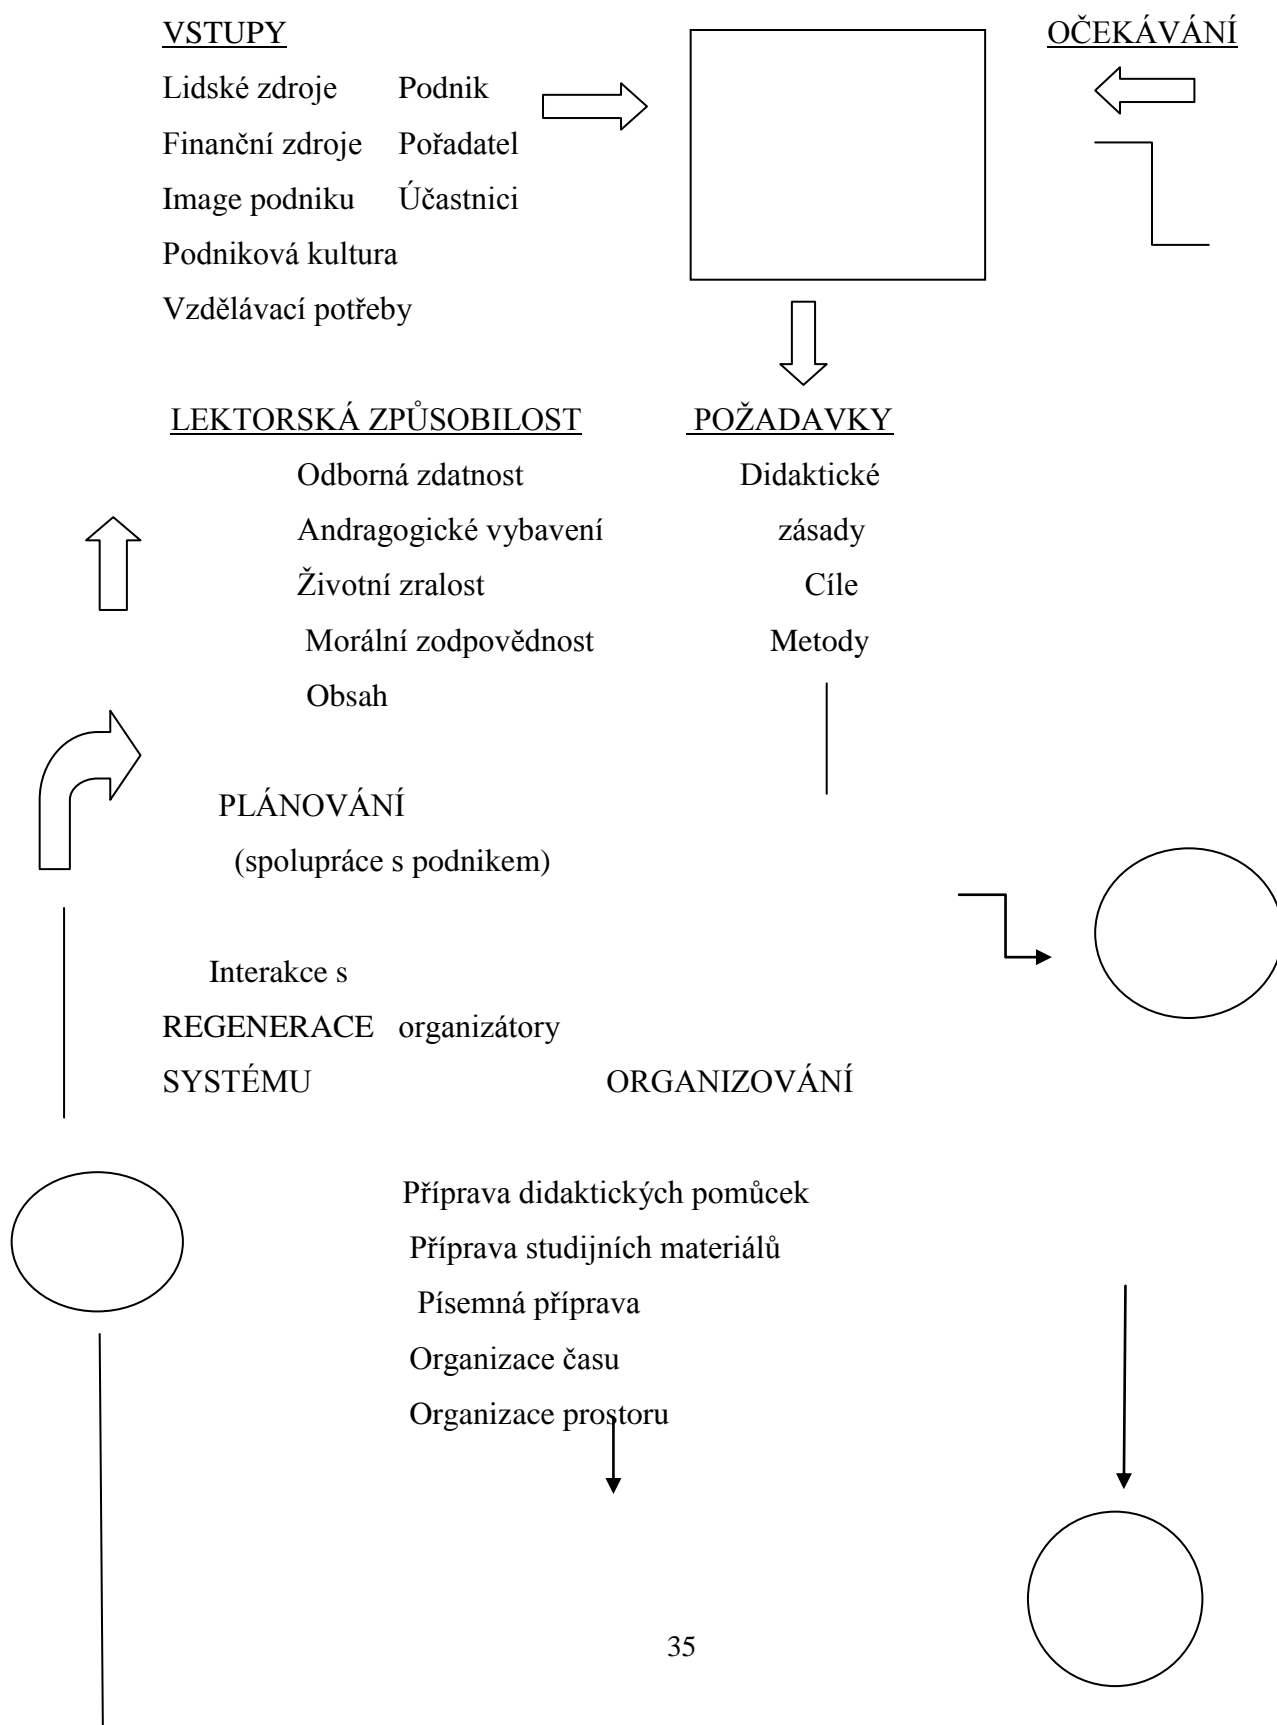 VSTUPY OČEKÁVÁNÍ
Lidské zdroje Podnik
Finanční zdroje Pořadatel
Image podniku Účastnici
Podniková kultura
Vzdělávací potřeby
LEKTORSKÁ ZPŮSOBILOST POŽADAVKY
Odborná zdatnost Didaktické
Andragogické vybavení zásady
Životní zralost Cíle
Morální zodpovědnost Metody
Obsah
PLÁNOVÁNÍ
(spolupráce s podnikem)
Interakce s
REGENERACE organizátory
SYSTÉMU ORGANIZOVÁNÍ
Příprava didaktických pomůcek
Příprava studijních materiálů
Písemná příprava
Organizace času
Organizace prostoru
35